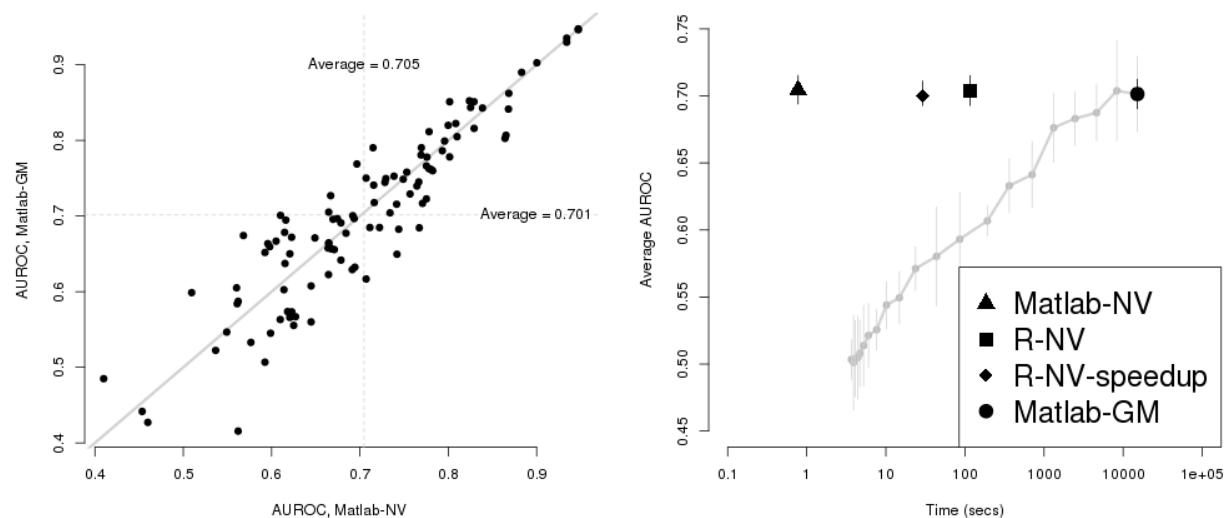 0.9
0.8
0.7
0.6
0.5
0.4
AUROC, Matlab-GM
Average = 0.705
Average = 0.701
0.4
0.5
0.6
0.7
0.8
0.9
AUROC, Matlab-NV
0.75
0.70
0.65
0.60
0.55
0.50
0.45
Average AUROC
Matlab-NV
R-NV
R-NV-speedup
Matlab-GM
0.1
10
100
1000
10000
1e+05
Time (secs)